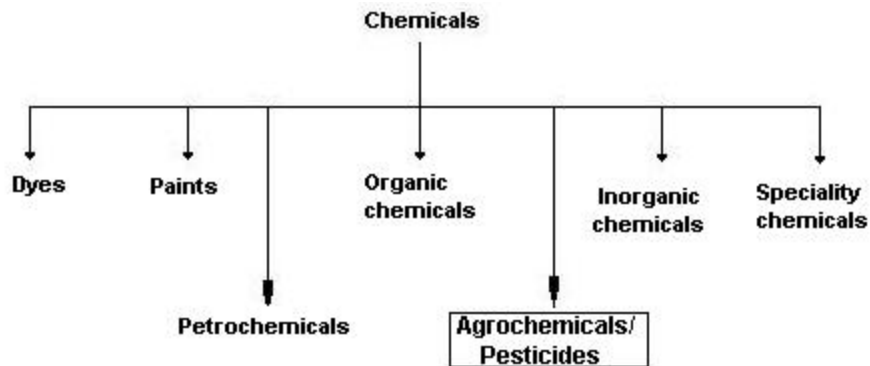 Chemicals
Dyes
Paints
Organic
chemicals
Inorganic
chemicals
Speciality
chemicals
Petrochemicals
Agrochemicals/
Pesticides